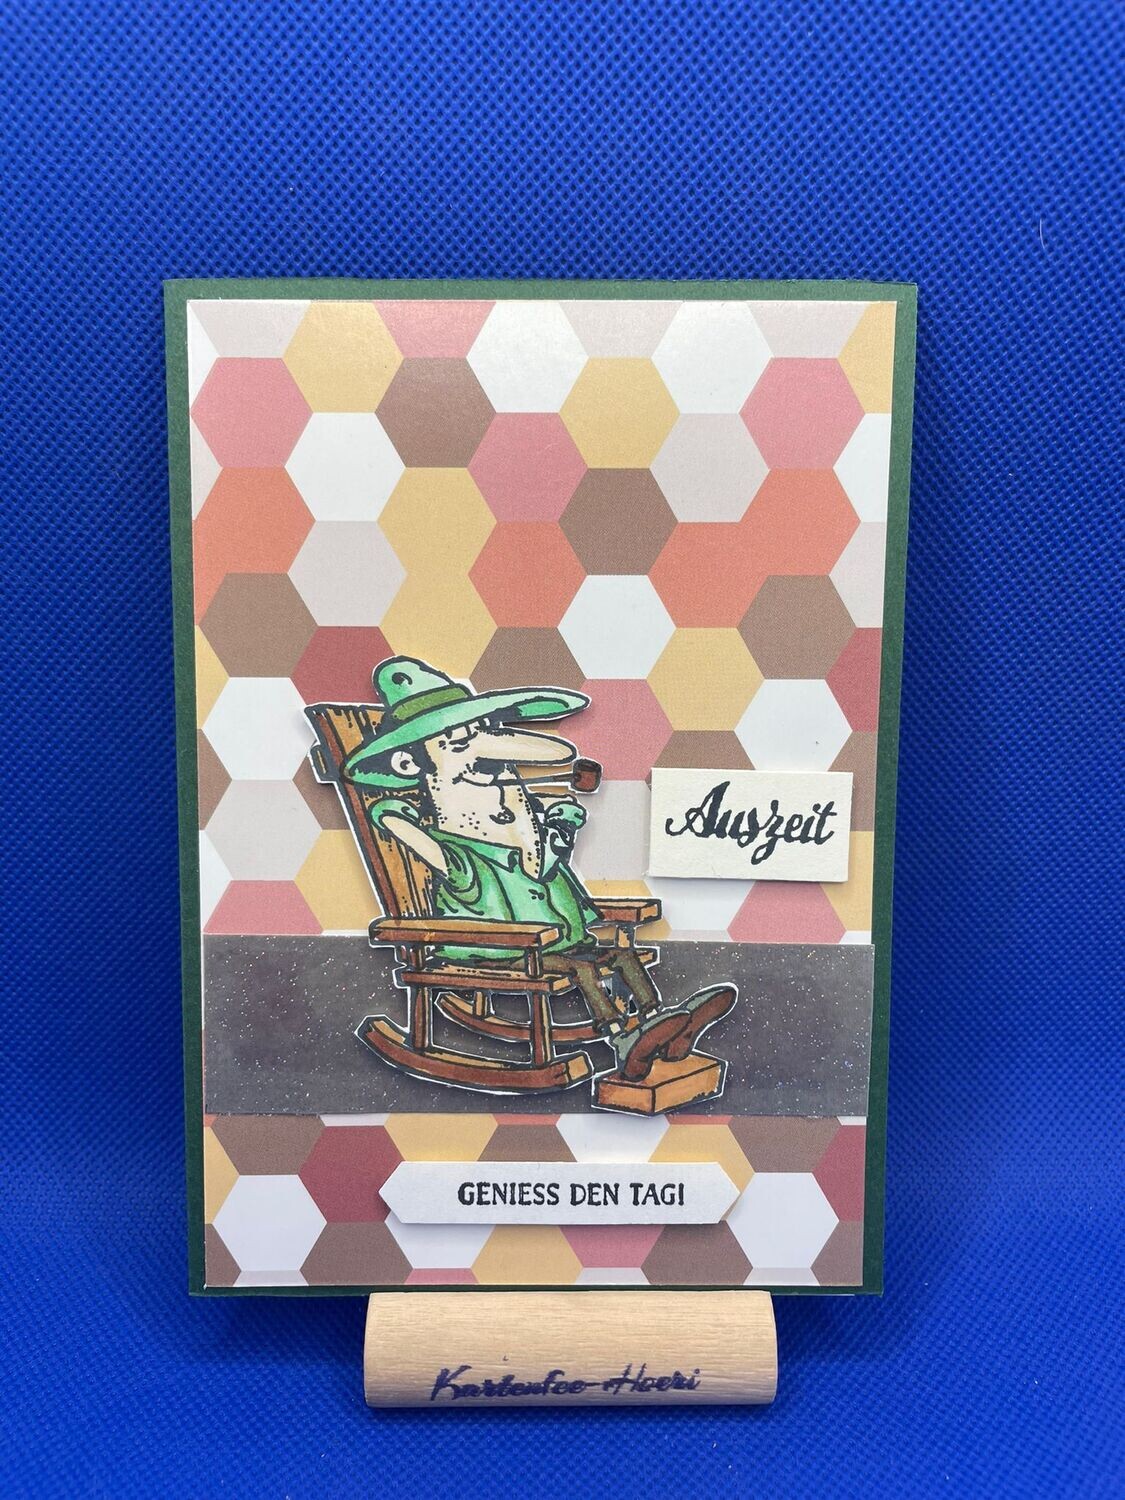 Auszeit
GENIESS DEN TAG!
Kartenfee-Hoeri